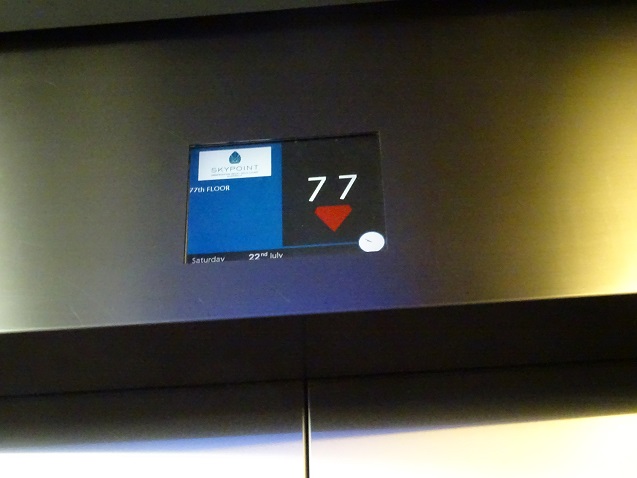 SKYPOINT
77th FLOOR
77
Saturday 22nd July